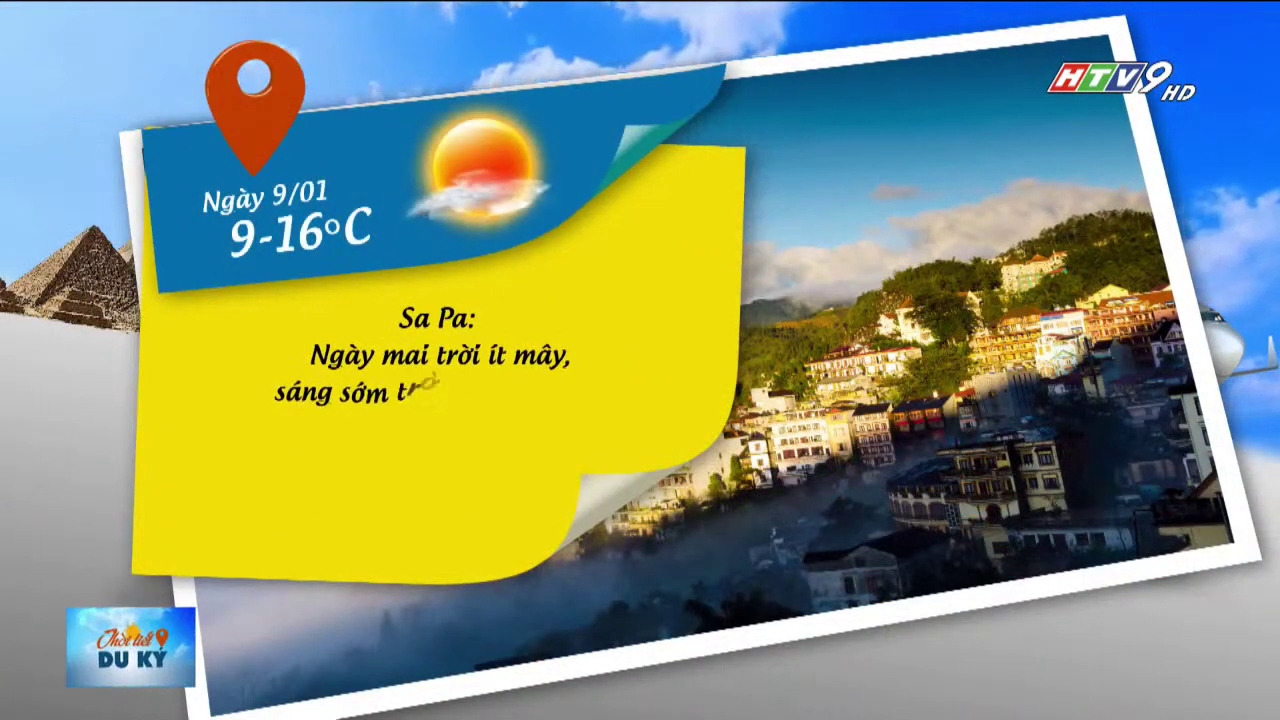 HTV9 HD
Ngày 9/01
9-16°C
Sa Pa:
Ngày mai trời ít mây,
sáng sớm
Thời tiết
DU KÝ